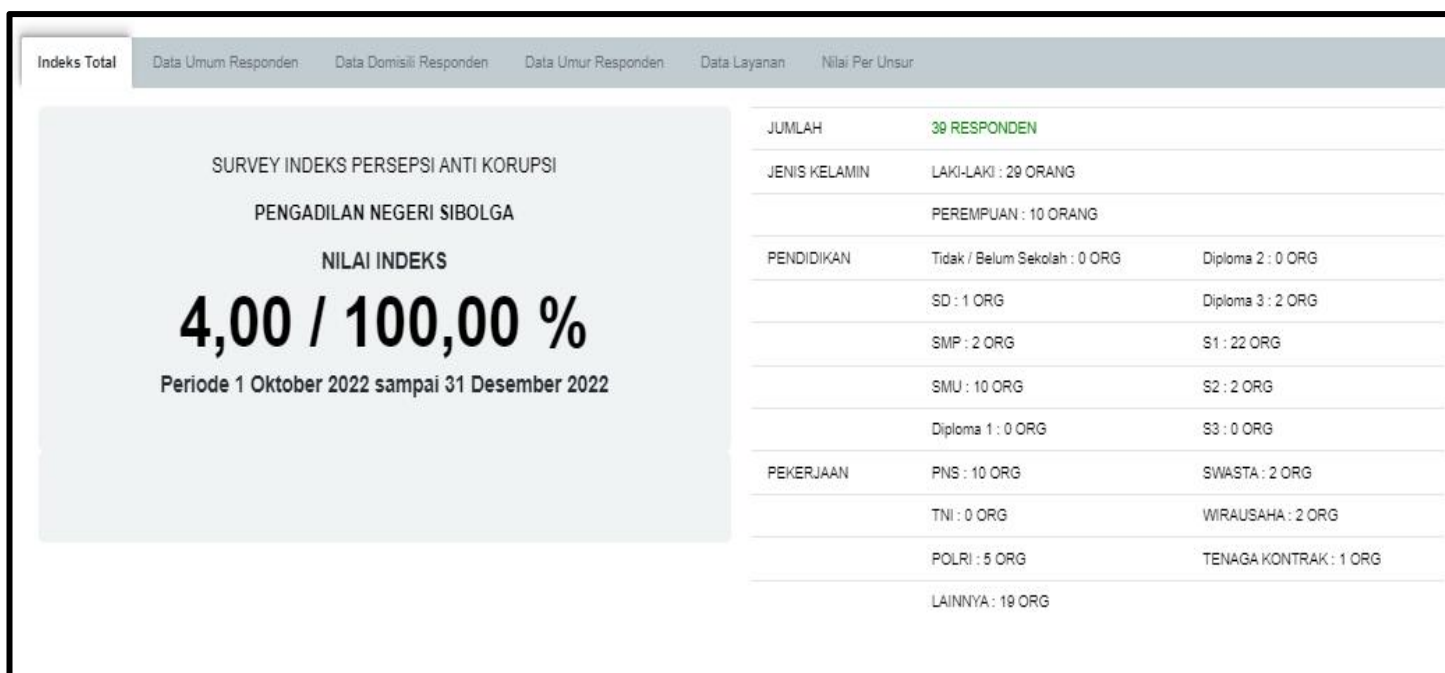 Indeks Total Data Umum Responden Data Domisili Responden Data Umur Responden Data Layanan Nilai Per Unsur
SURVEY INDEKS PERSEPSI ANTI KORUPSI
PENGADILAN NEGERI SIBOLGA
NILAI INDEKS
4,00 / 100,00 %
Periode 1 Oktober 2022 sampai 31 Desember 2022
JUMLAH 39 RESPONDEN
JENIS KELAMIN LAKI-LAKI : 29 ORANG
PEREMPUAN : 10 ORANG
PENDIDIKAN Tidak / Belum Sekolah : 0 ORG Diploma 2 : 0 ORG
SD : 1 ORG Diploma 3 : 2 ORG
SMP : 2 ORG S1 : 22 ORG
SMU : 10 ORG S2 : 2 ORG
Diploma 1 : 0 ORG S3 : 0 ORG
PEKERJAAN PNS : 10 ORG SWASTA : 2 ORG
TNI : 0 ORG WIRAUSAHA : 2 ORG
POLRI : 5 ORG TENAGA KONTRAK : 1 ORG
LAINNYA : 19 ORG